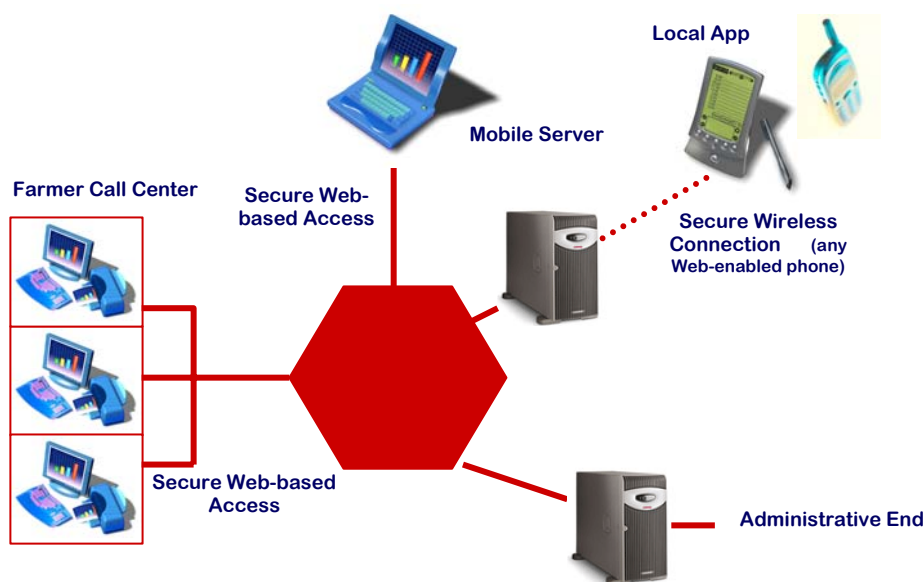 Local App
Mobile Server
Farmer Call Center
Secure Web-
based Access
Secure Wireless
Connection (any
Web-enabled phone)
Secure Web-based
Access
Administrative End